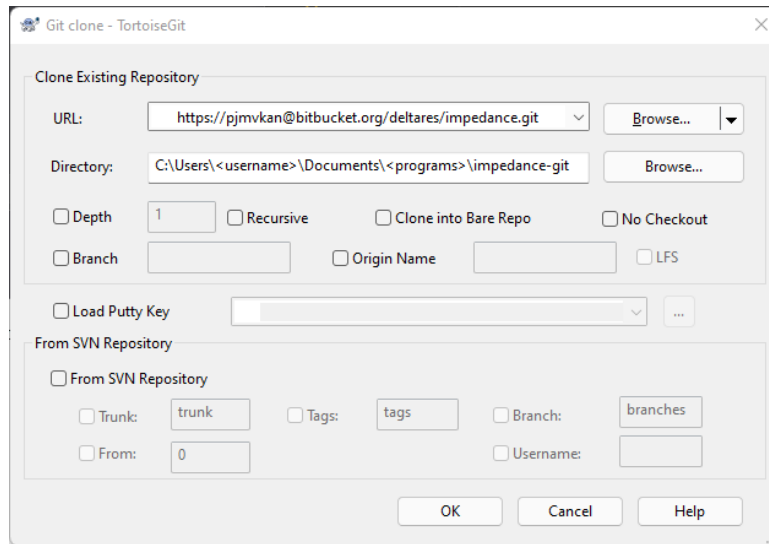 Git clone - TortoiseGit
Clone Existing Repository
URL: https://pjmvkan@bitbucket.org/deltares/impedance.git Browse...
Directory: C:\Users\<username>\Documents\<programs>\impedance-git Browse...
Depth 1 Recursive Clone into Bare Repo No Checkout
Branch Origin Name LFS
Load Putty Key ...
From SVN Repository
From SVN Repository
Trunk: trunk Tags: tags Branch: branches
From: 0 Username:
OK Cancel Help